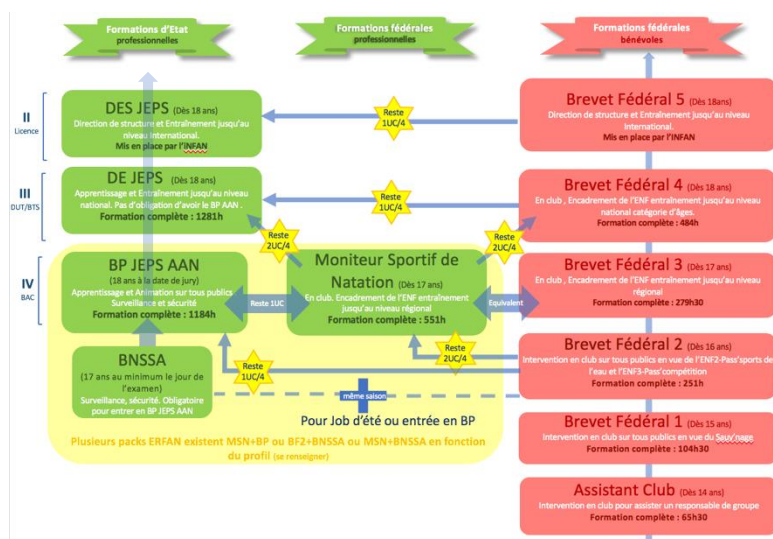 Formations d'Etat
professionnelles
Formations fédérales
professionnelles
Formations fédérales
bénévoles
II
Licence
DES JEPS (Dès 18 ans)
Direction de structure et Entraînement jusqu'au
niveau International.
Mis en place par l'INFAN
Reste
1UC/4
Brevet Fédéral 5 (Dès 18ans)
Direction de structure et Entraînement jusqu'au niveau
International.
Mis en place par l'INFAN
III
DUT/BTS
DE JEPS (Dès 18 ans)
Apprentissage et Entraînement jusqu'au niveau
national. Pas d'obligation d'avoir le BP AAN .
Formation complète : 1281h
Reste
1UC/4
Brevet Fédéral 4 (Dès 18 ans)
En club , Encadrement de l'ENF entraînement jusqu'au niveau
national catégorie d'âges.
Formation complète : 484h
Reste
2UC/4
Reste
2UC/4
IV
BAC
BP JEPS AAN
(18 ans à la date de jury)
Apprentissage et Animation sur tous publics
Surveillance et sécurité
Formation complète : 1184h
Reste 1UC
Moniteur Sportif de
Natation (Dès 17 ans)
En club. Encadrement de l'ENF entraînement
jusqu'au niveau régional
Formation complète : 551h
Equivalent
Brevet Fédéral 3 (Dès 17 ans)
En club , Encadrement de l'ENF entraînement jusqu'au niveau
régional
Formation complète : 279h30
BNSSA
(17 ans au minimum le jour de
l'examen)
Surveillance, sécurité. Obligatoire
pour entrer en BP JEPS AAN
Reste
1UC/4
Reste
2UC/4
Brevet Fédéral 2 (Dès 16 ans)
Intervention en club sur tous publics en vue de l'ENF2-Pass'sports de
l'eau et l'ENF3-Pass'compétition
Formation complète : 251h
même saison
Pour Job d'été ou entrée en BP
Plusieurs packs ERFAN existent MSN+BP ou BF2+BNSSA ou MSN+BNSSA en fonction
du profil (se renseigner)
Brevet Fédéral 1 (Dès 15 ans)
Intervention en club sur tous publics en vue du Sauv'nage
Formation complète : 104h30
Assistant Club (Dès 14 ans)
Intervention en club pour assister un responsable de groupe
Formation complète : 65h30